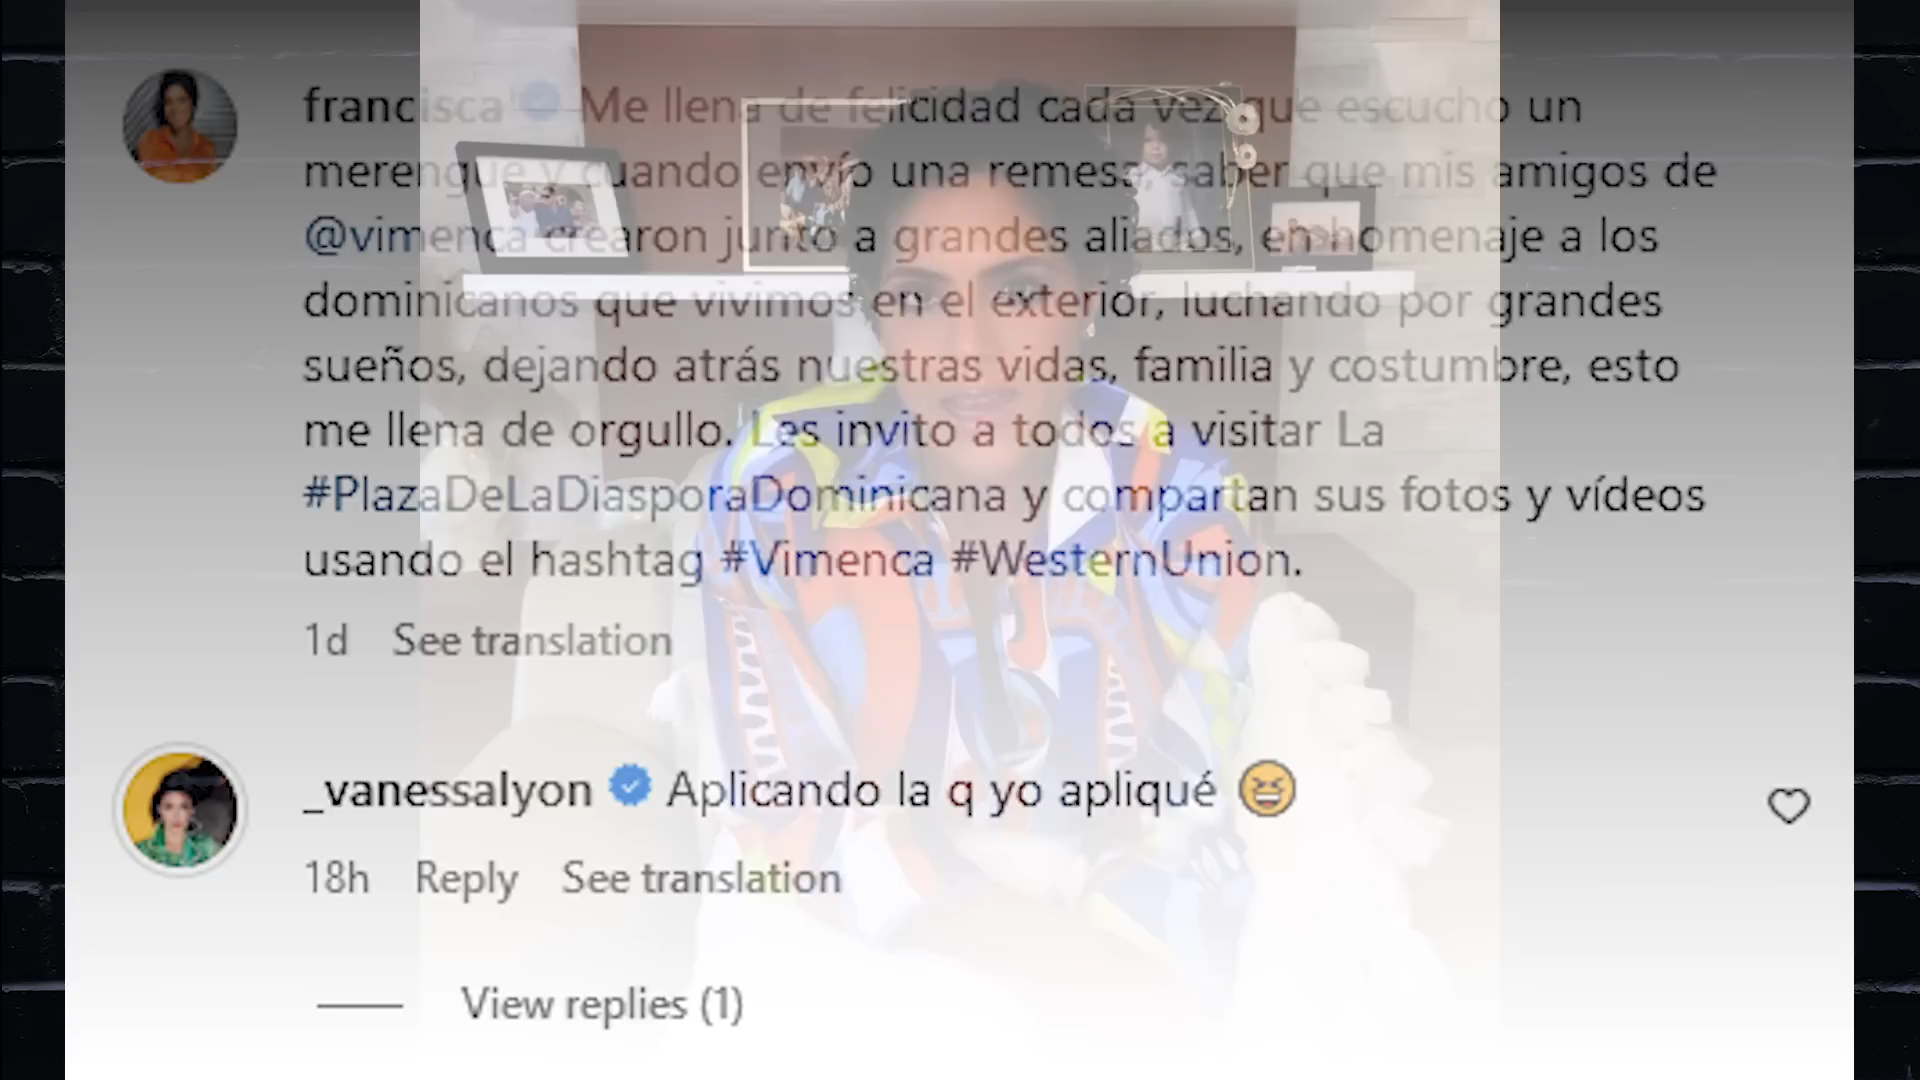 francisca Me llena de felicidad cada vez que escucho un
merengue y cuando envío una remesa, saber que mis amigos de
@vimenca crearon junto a grandes aliados, en homenaje a los
dominicanos que vivimos en el exterior, luchando por grandes
sueños, dejando atrás nuestras vidas, familia y costumbre, esto
me llena de orgullo. Les invito a todos a visitar La
#PlazaDeLaDiasporaDominicana y compartan sus fotos y vídeos
usando el hashtag #Vimenca #WesternUnion.
1d See translation
_vanessalyon Aplicando la q yo apliqué 😆
18h Reply See translation
View replies (1)